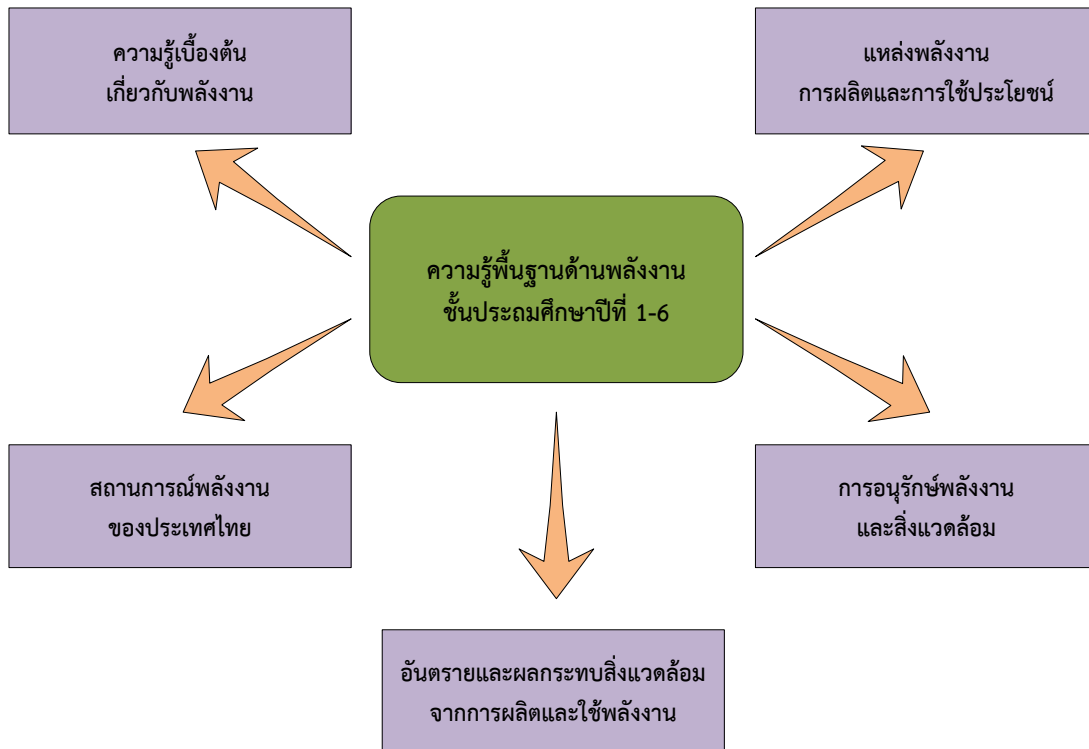 ความรู้เบื้องต้น
เกี่ยวกับพลังงาน
แหล่งพลังงาน
การผลิตและการใช้ประโยชน์
ความรู้พื้นฐานด้านพลังงาน
ชั้นประถมศึกษาปีที่ 1-6
สถานการณ์พลังงาน
ของประเทศไทย
การอนุรักษ์พลังงาน
และสิ่งแวดล้อม
อันตรายและผลกระทบสิ่งแวดล้อม
จากการผลิตและใช้พลังงาน